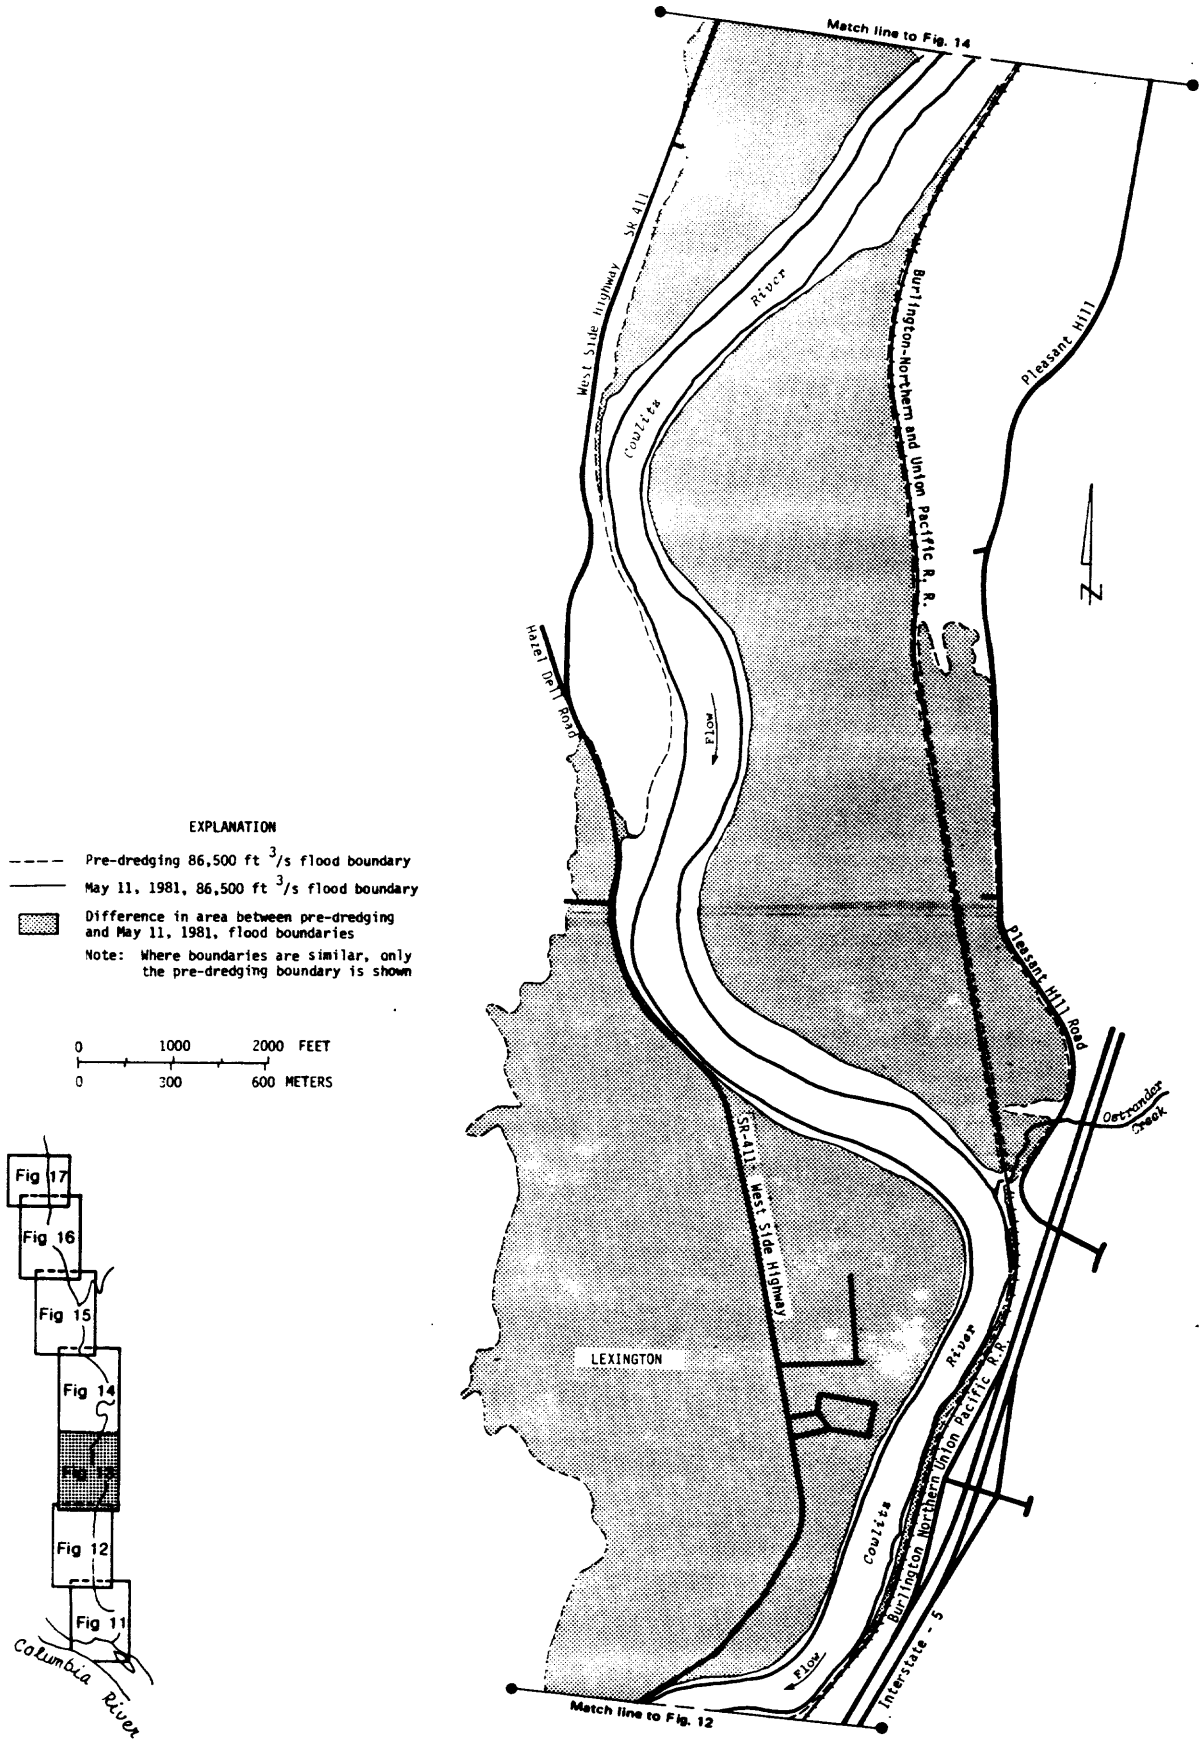 Match line to Fig. 14
West Side Highway SR 411
River
Cowlitz
Burlington-Northern and Union Pacific R. R.
Pleasant Hill
N
Hazel Dell Road
Flow
EXPLANATION
Pre-dredging 86,500 ft 3/s flood boundary
May 11, 1981, 86,500 ft 3/s flood boundary
Difference in area between pre-dredging
and May 11, 1981, flood boundaries
Note: Where boundaries are similar, only
the pre-dredging boundary is shown
0 1000 2000 FEET
0 300 600 METERS
Pleasant Hill Road
Ostrander
Creek
SR-411 West Side Highway
LEXINGTON
River
Cowlitz
Burlington Northern Union Pacific R.R.
Interstate - 5
Flow
Match line to Fig. 12
Fig 17
Fig 16
Fig 15
Fig 14
Fig 13
Fig 12
Fig 11
Columbia River